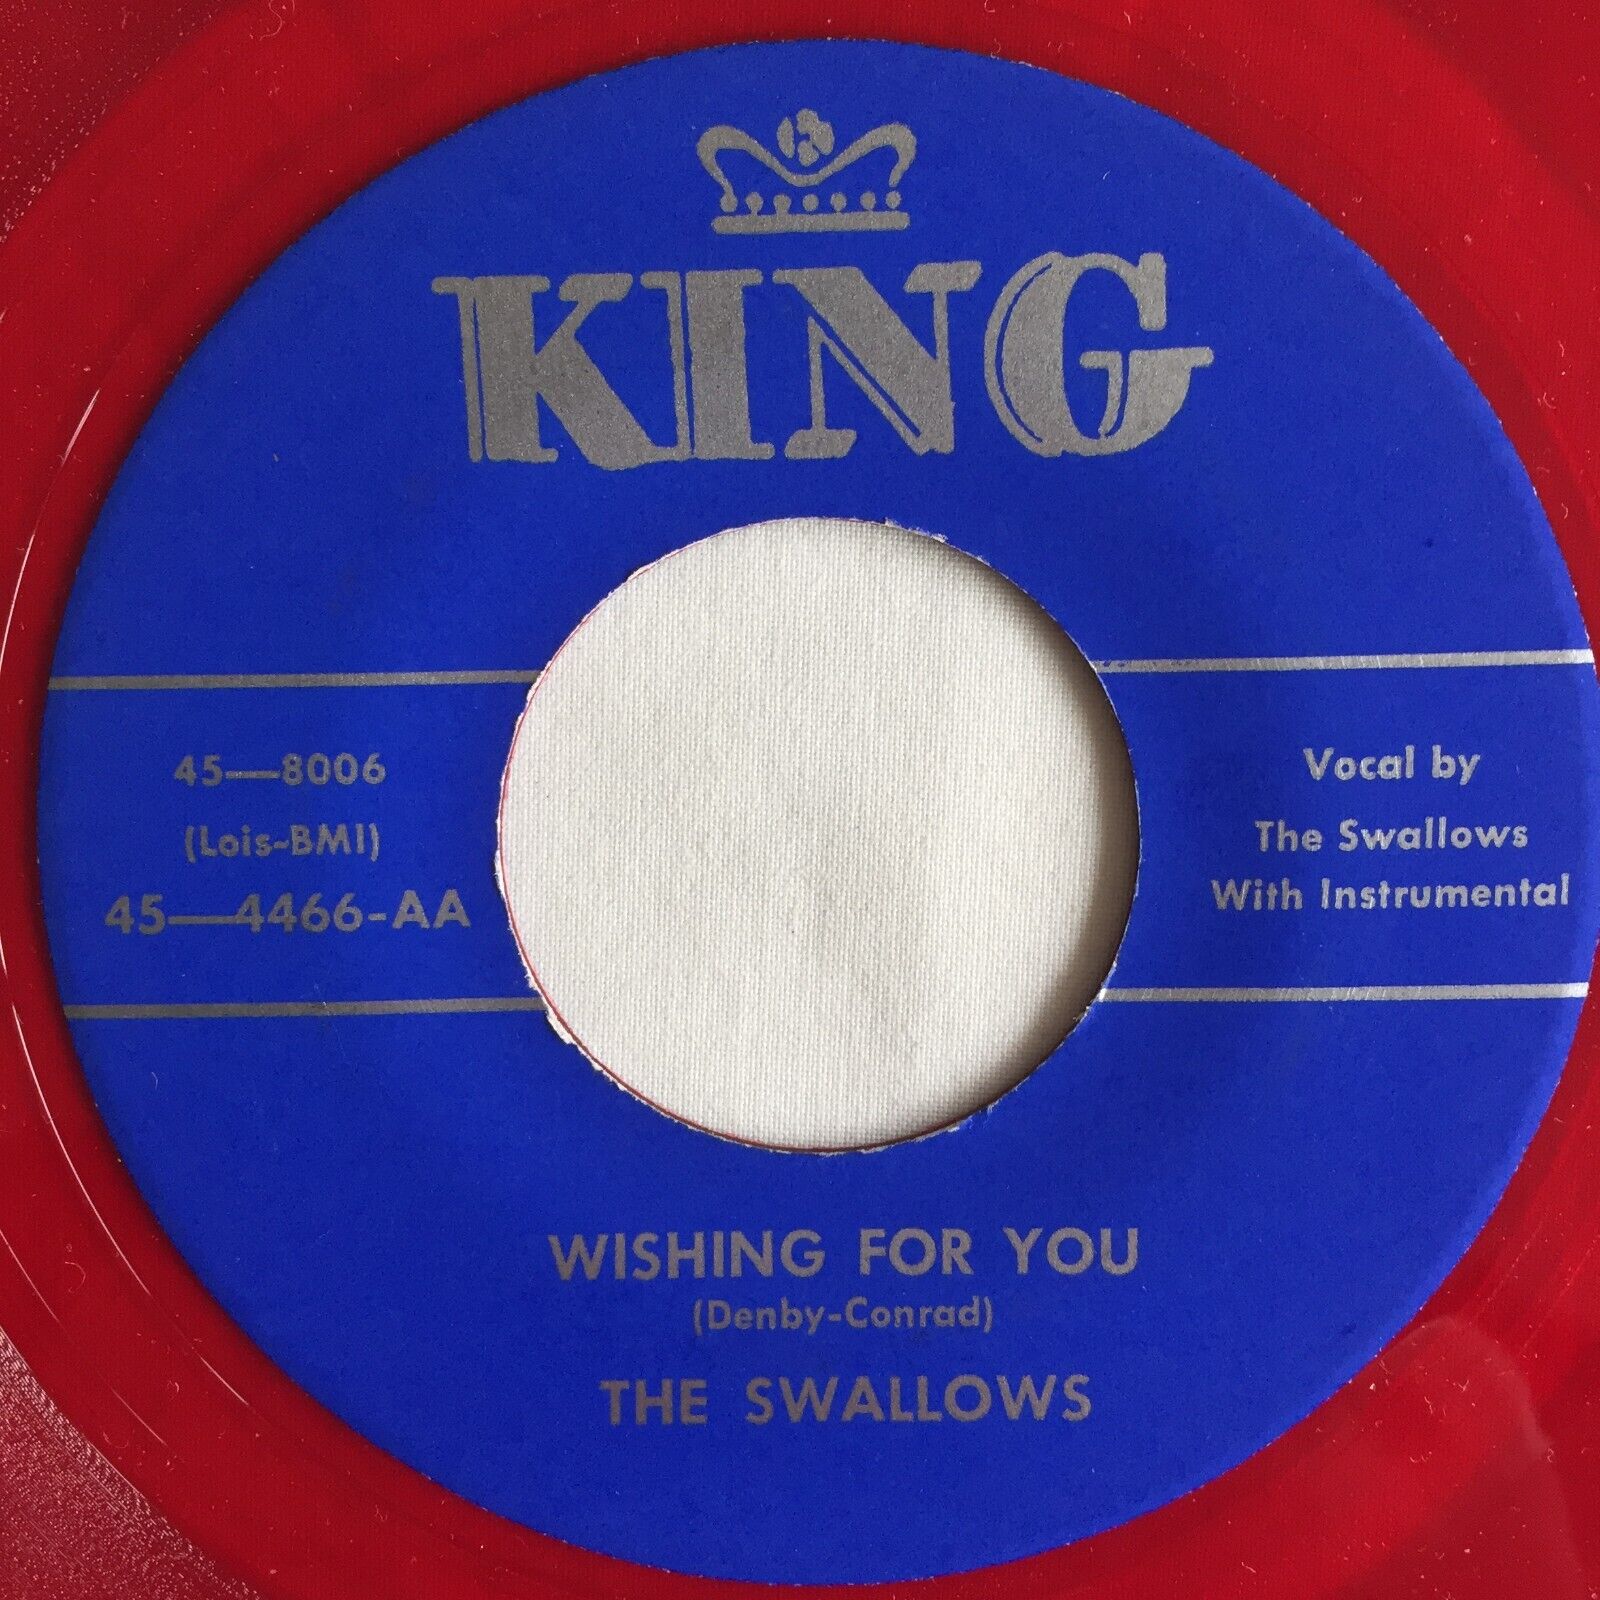 KING
45—8006
(Lois-BMI)
45—4466-AA
Vocal by
The Swallows
With Instrumental
WISHING FOR YOU
(Denby-Conrad)
THE SWALLOWS